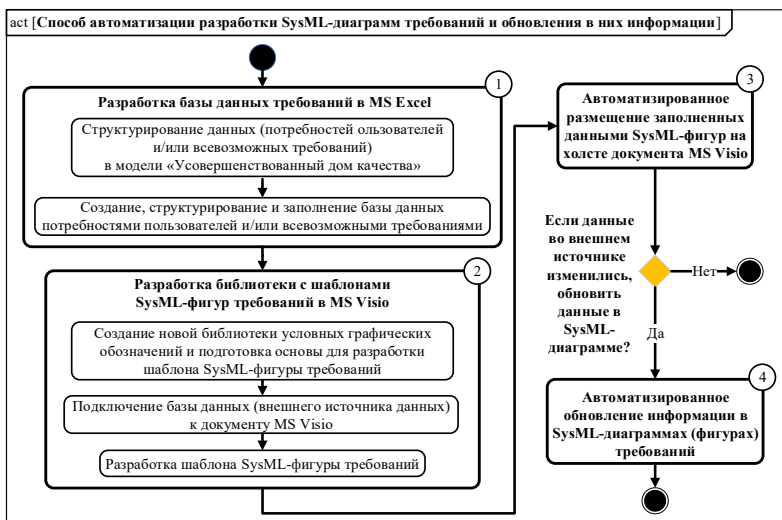 act [Способ автоматизации разработки SysML-диаграмм требований и обновления в них информации]
1
Разработка базы данных требований в MS Excel
Структурирование данных (потребностей ользователей
и/или всевозможных требований)
в модели «Усовершенствованный дом качества»
Создание, структурирование и заполнение базы данных
потребностями пользователей и/или всевозможными требованиями
2
Разработка библиотеки с шаблонами
SysML-фигур требований в MS Visio
Создание новой библиотеки условных графических
обозначений и подготовка основы для разработки
шаблона SysML-фигуры требований
Подключение базы данных (внешнего источника данных)
к документу MS Visio
Разработка шаблона SysML-фигуры требований
3
Автоматизированное
размещение заполненных
данными SysML-фигур на
холсте документа MS Visio
Если данные
во внешнем
источнике
изменились,
обновить
данные в
SysML-
диаграмме?
Нет
Да
4
Автоматизированное
обновление информации в
SysML-диаграммах (фигурах)
требований